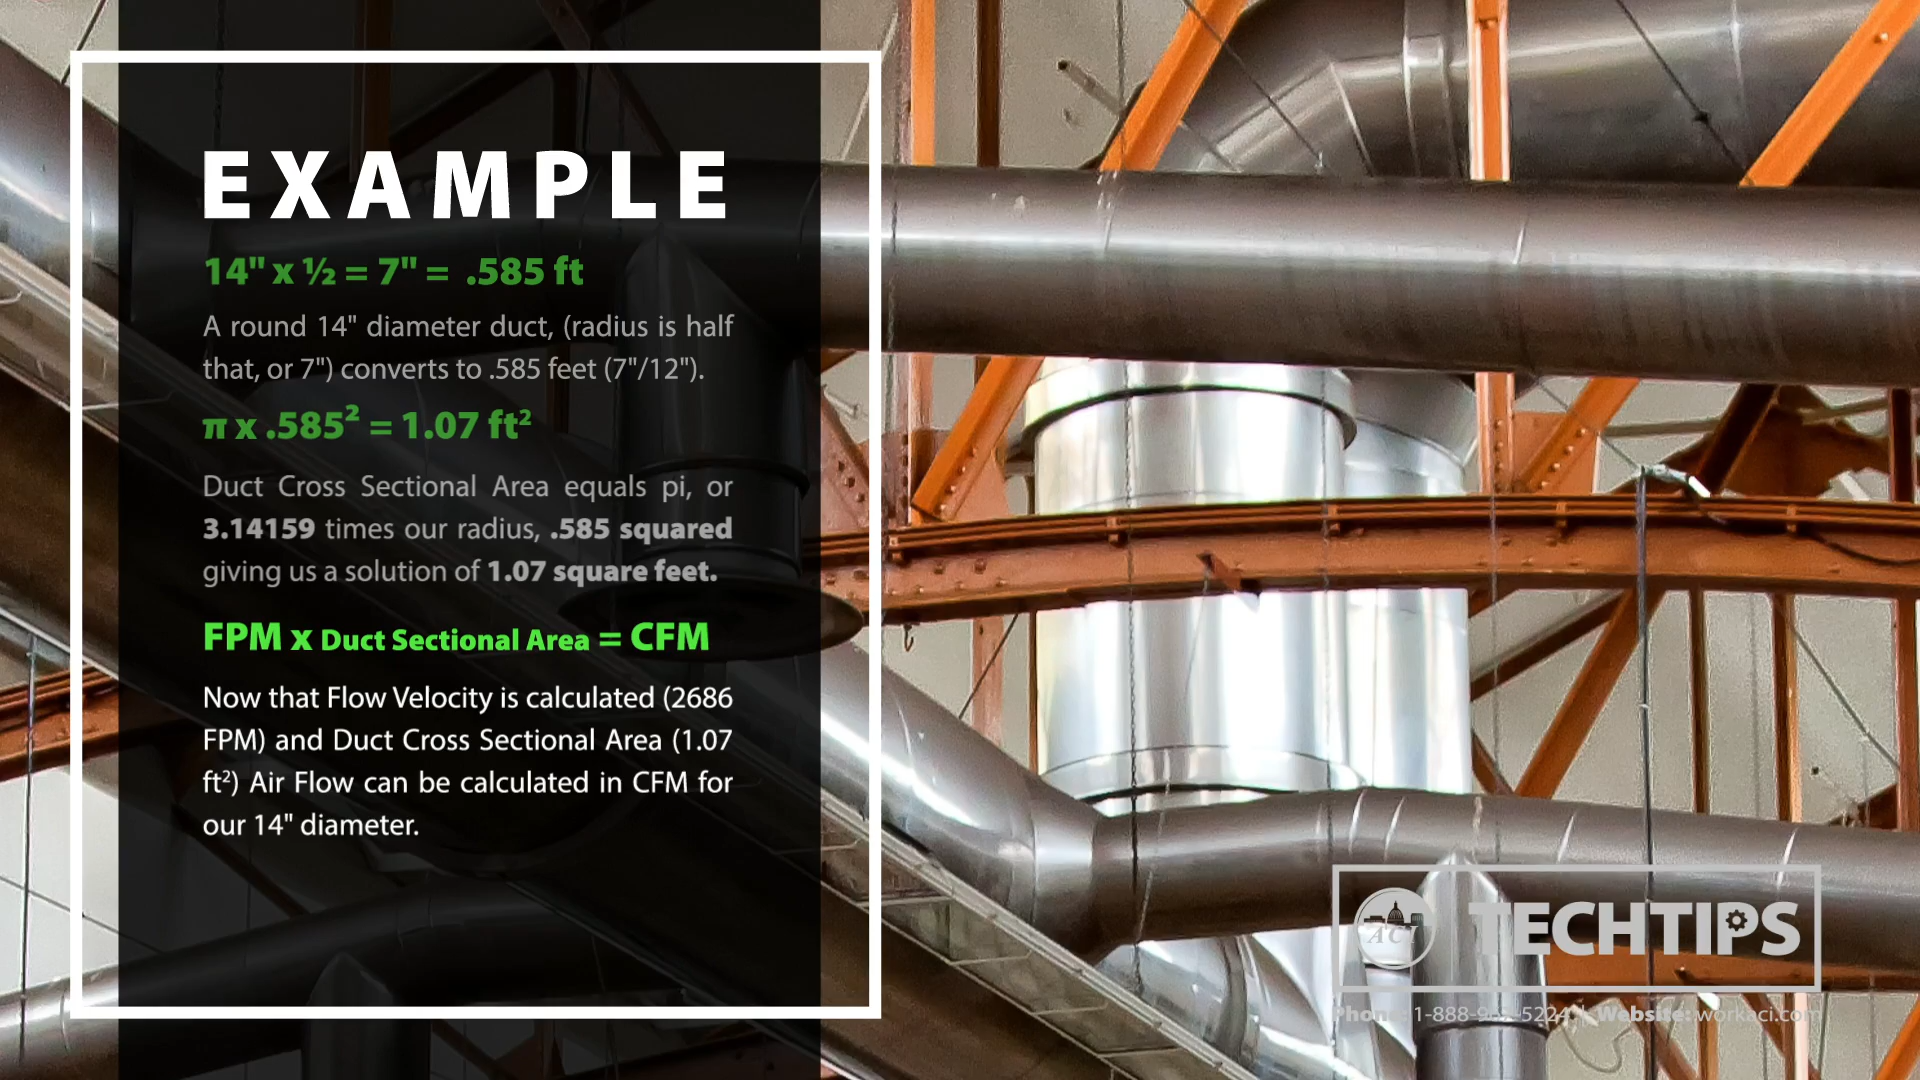 EXAMPLE
14" x ½ = 7" = .585 ft
A round 14" diameter duct, (radius is half
that, or 7") converts to .585 feet (7"/12").
π x .585² = 1.07 ft²
Duct Cross Sectional Area equals pi, or
3.14159 times our radius, .585 squared
giving us a solution of 1.07 square feet.
FPM x Duct Sectional Area = CFM
Now that Flow Velocity is calculated (2686
FPM) and Duct Cross Sectional Area (1.07
ft²) Air Flow can be calculated in CFM for
our 14" diameter.
ACI TECHTIPS
Phone: | Website: workaci.com